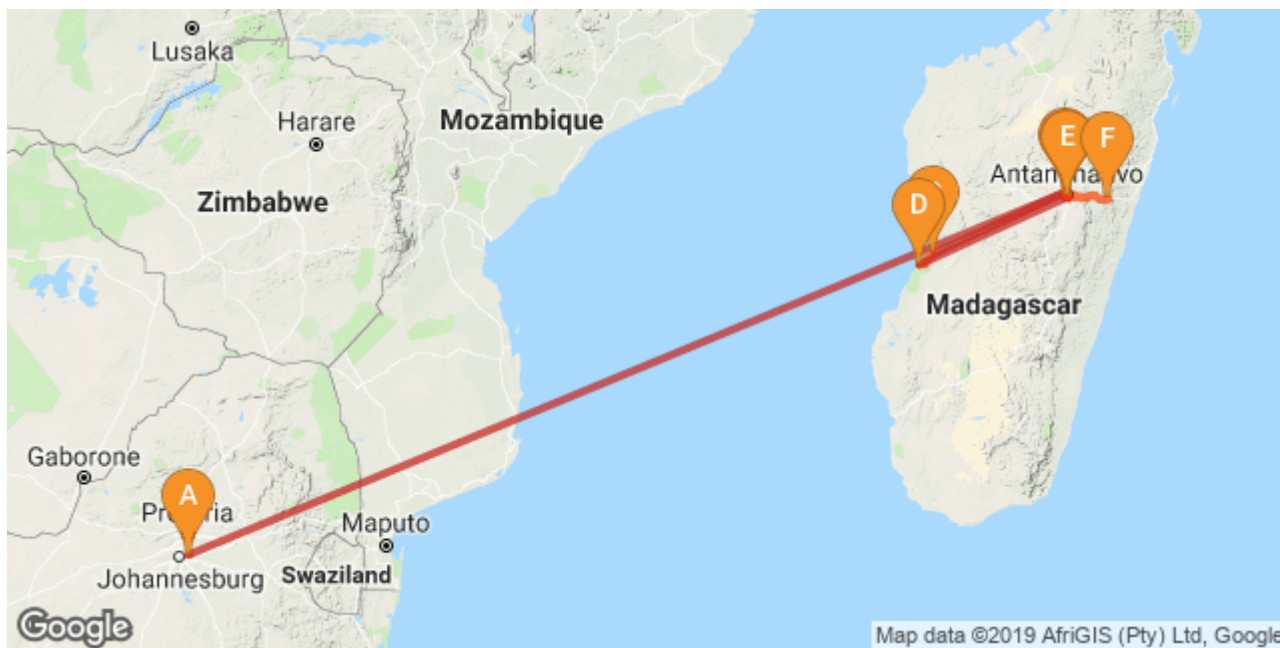 Lusaka
Harare
Mozambique
Zimbabwe
E
F
D
Madagascar
Gaborone
A
Maputo
Johannesburg
Swaziland
Google
Map data ©2019 AfriGIS (Pty) Ltd, Google